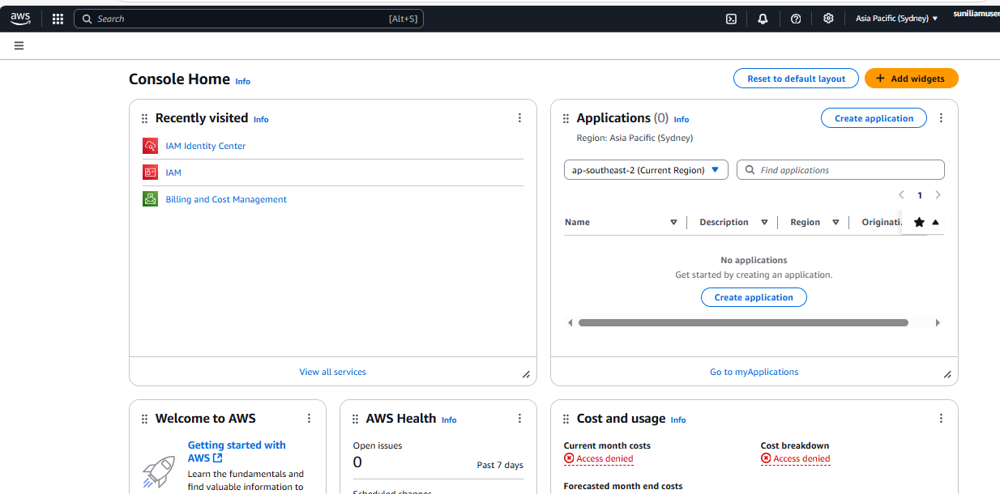 aws
Search [Alt+S]
Asia Pacific (Sydney)
suniliamuser
Console Home Info
Reset to default layout
+ Add widgets
Recently visited Info
IAM Identity Center
IAM
Billing and Cost Management
View all services
Applications (0) Info
Create application
Region: Asia Pacific (Sydney)
ap-southeast-2 (Current Region)
Find applications
1
Name Description Region Originati.
No applications
Get started by creating an application.
Create application
Go to myApplications
Welcome to AWS
Getting started with
AWS
Learn the fundamentals and
find valuable information to
AWS Health Info
Open issues
0 Past 7 days
Scheduled changes
Cost and usage Info
Current month costs
Access denied
Cost breakdown
Access denied
Forecasted month end costs